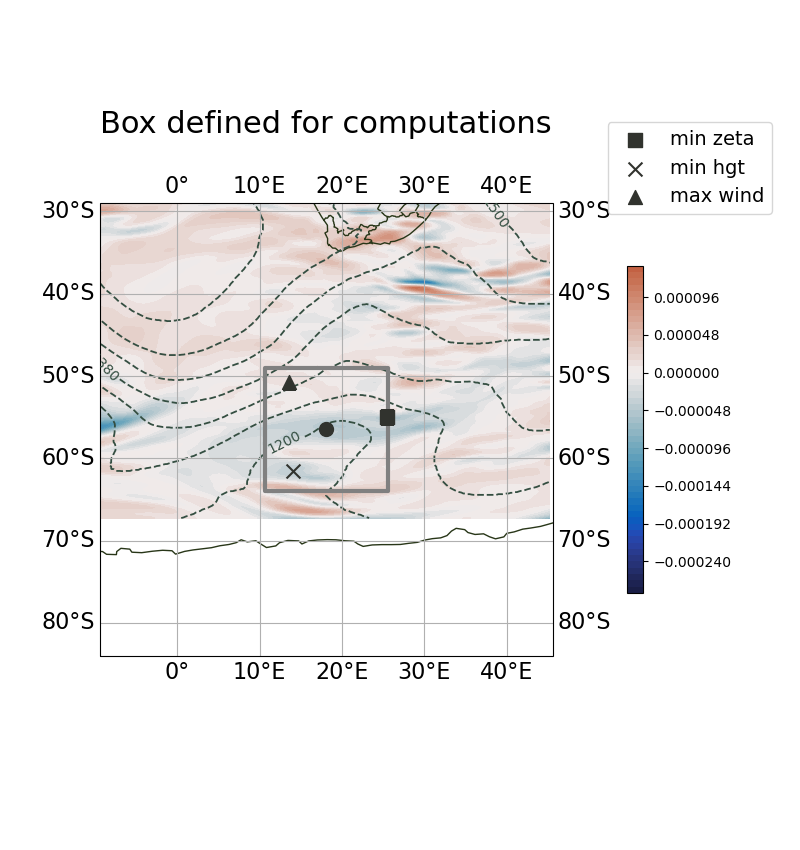 Box defined for computations
min zeta
min hgt
max wind
0° 10°E 20°E 30°E 40°E
30°S 30°S
500
40°S 40°S
380
50°S 50°S
1200
60°S 60°S
70°S 70°S
80°S 80°S
0° 10°E 20°E 30°E 40°E
0.000096
0.000048
0.000000
−0.000048
−0.000096
−0.000144
−0.000192
−0.000240